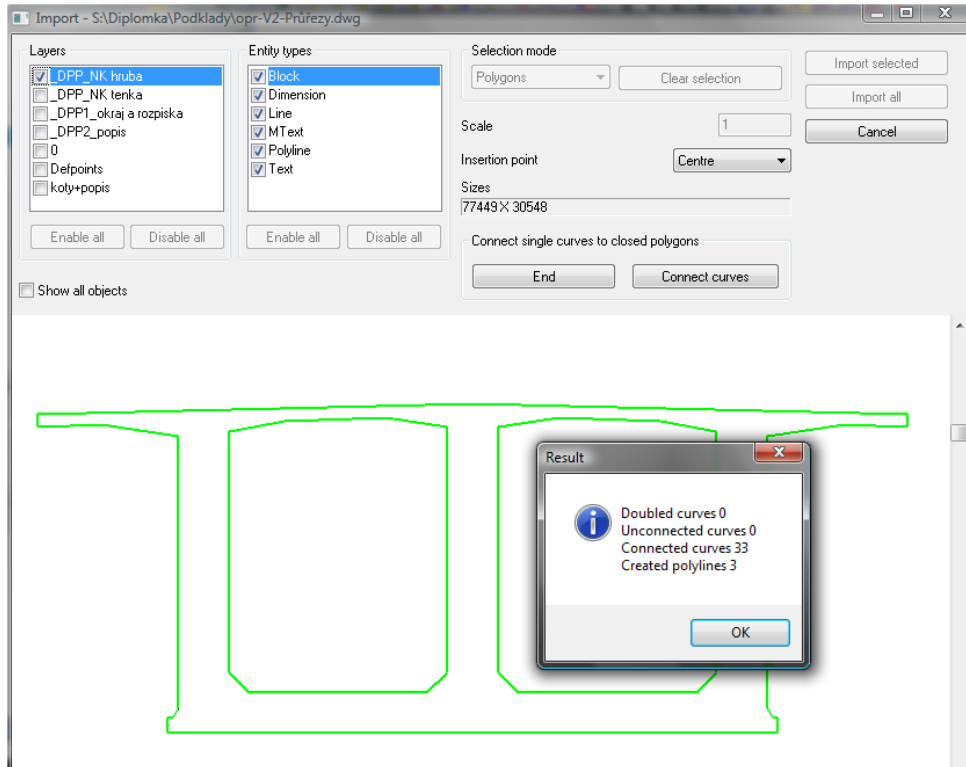 Import - S:\Diplomka\Podklady\opr-V2-Průřezy.dwg
Layers
_DPP_NK hruba
_DPP_NK tenka
_DPP1_okraj a rozpiska
_DPP2_popis
0
Defpoints
koty+popis
Enable all
Disable all
Show all objects
Entity types
Block
Dimension
Line
MText
Polyline
Text
Enable all
Disable all
Selection mode
Polygons
Clear selection
Scale
1
Insertion point
Centre
Sizes
77449 X 30548
Connect single curves to closed polygons
End
Connect curves
Import selected
Import all
Cancel
Result
Doubled curves 0
Unconnected curves 0
Connected curves 33
Created polylines 3
OK